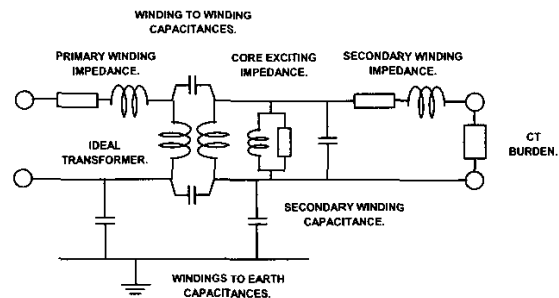 WINDING TO WINDING
CAPACITANCES.
PRIMARY WINDING
IMPEDANCE.
CORE EXCITING
IMPEDANCE.
SECONDARY WINDING
IMPEDANCE.
IDEAL
TRANSFORMER.
CT
BURDEN.
SECONDARY WINDING
CAPACITANCE.
WINDINGS TO EARTH
CAPACITANCES.